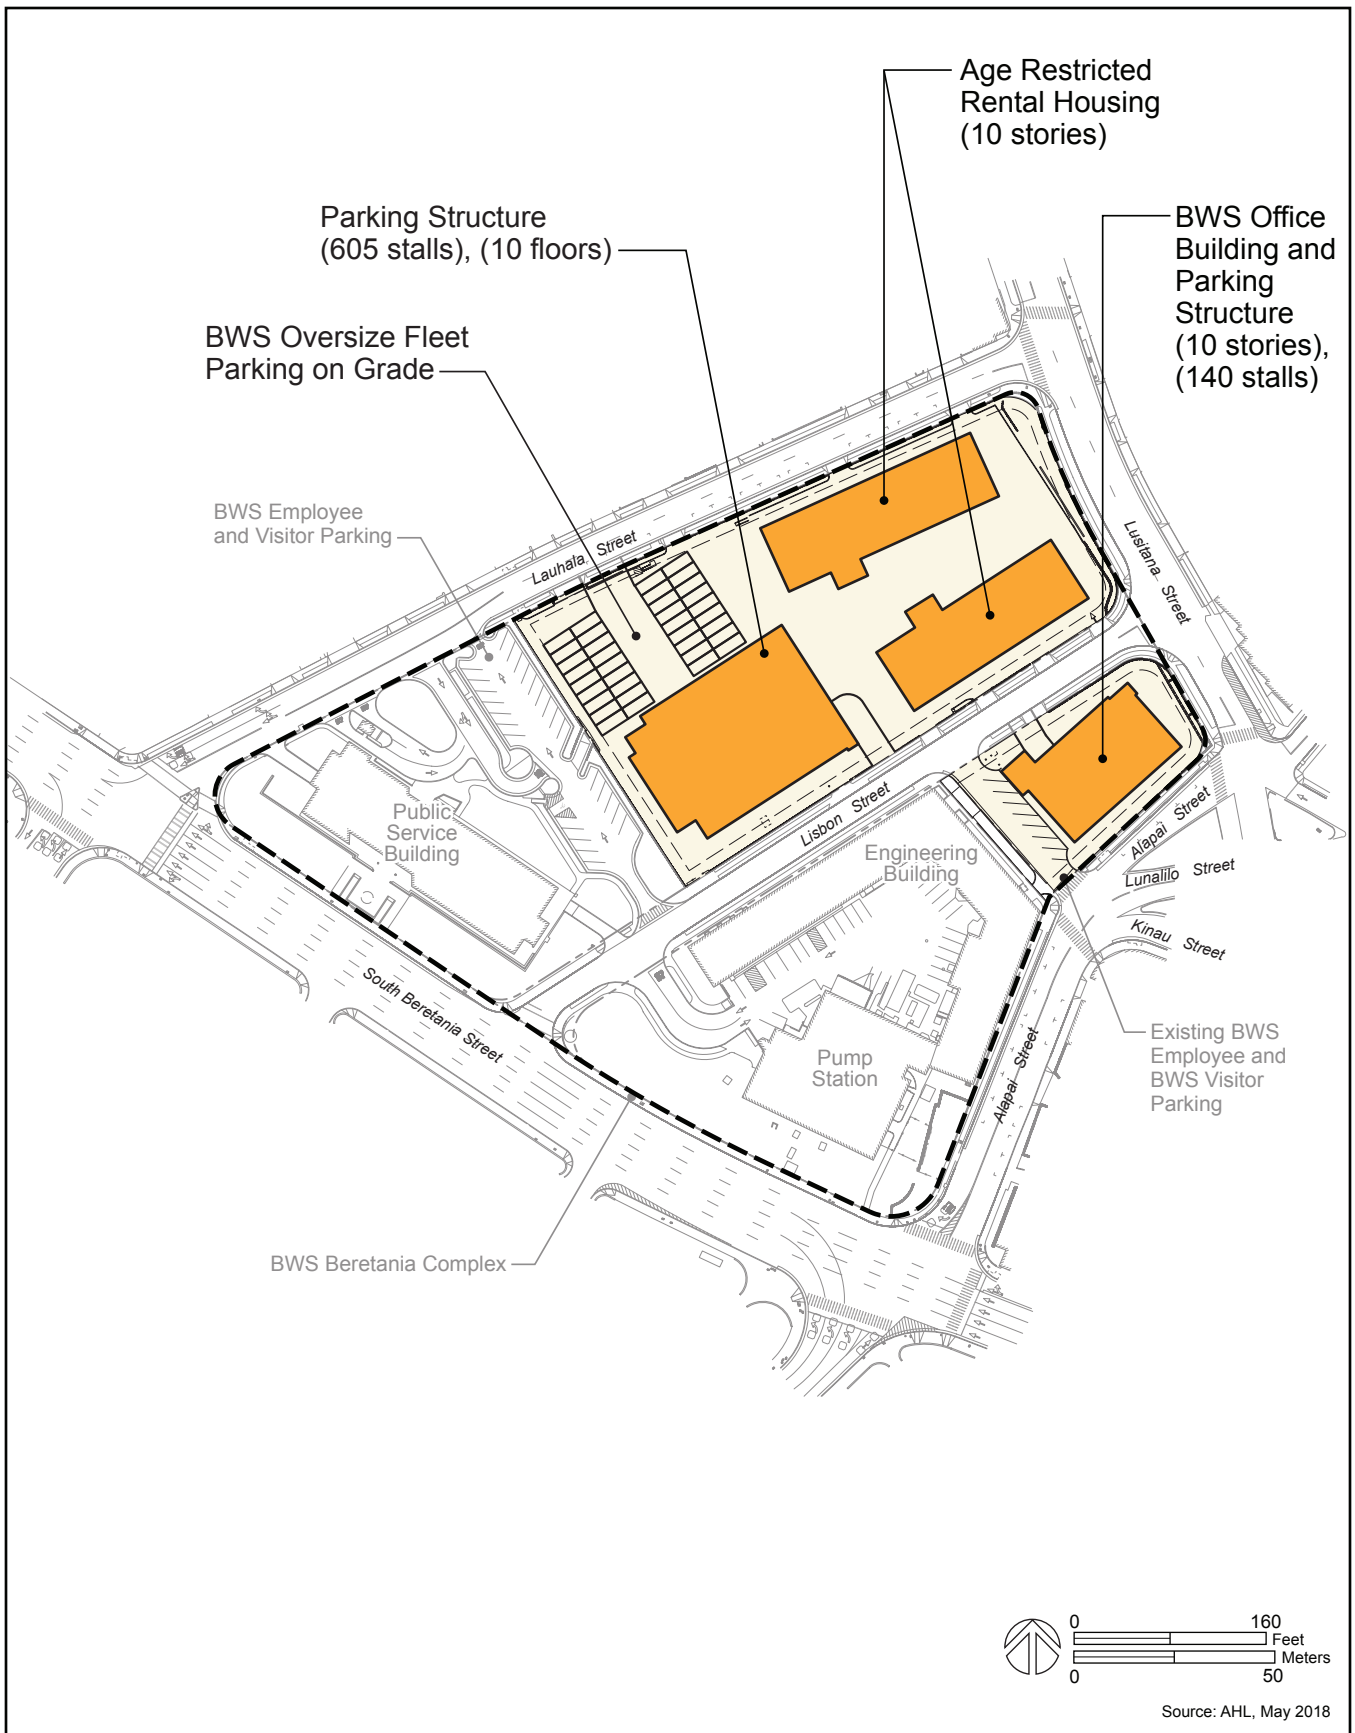 Age Restricted
Rental Housing
(10 stories)
Parking Structure
(605 stalls), (10 floors)
BWS Office
Building and
Parking
Structure
(10 stories),
(140 stalls)
BWS Oversize Fleet
Parking on Grade
BWS Employee
and Visitor Parking
Lauhala Street
Lusitana Street
Public
Service
Building
Lisbon Street
Engineering
Building
Alapai Street
Lunalilo Street
Kinau Street
South Beretania Street
Pump
Station
Alapai Street
Existing BWS
Employee and
BWS Visitor
Parking
BWS Beretania Complex
0 160
Feet
Meters
0 50
Source: AHL, May 2018